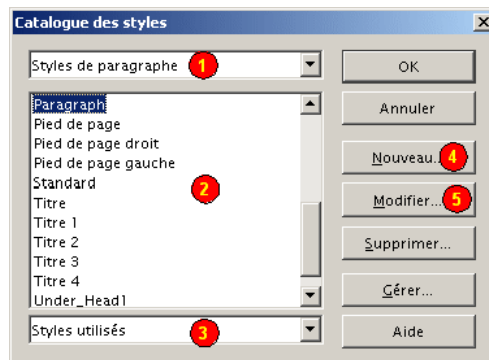 Catalogue des styles
Styles de paragraphe 1
Paragraph
Pied de page
Pied de page droit
Pied de page gauche
Standard
Titre
Titre 1
Titre 2
Titre 3
Titre 4
Under_Head1
2
Styles utilisés 3
OK
Annuler
Nouveau.. 4
Modifier... 5
Supprimer...
Gérer...
Aide